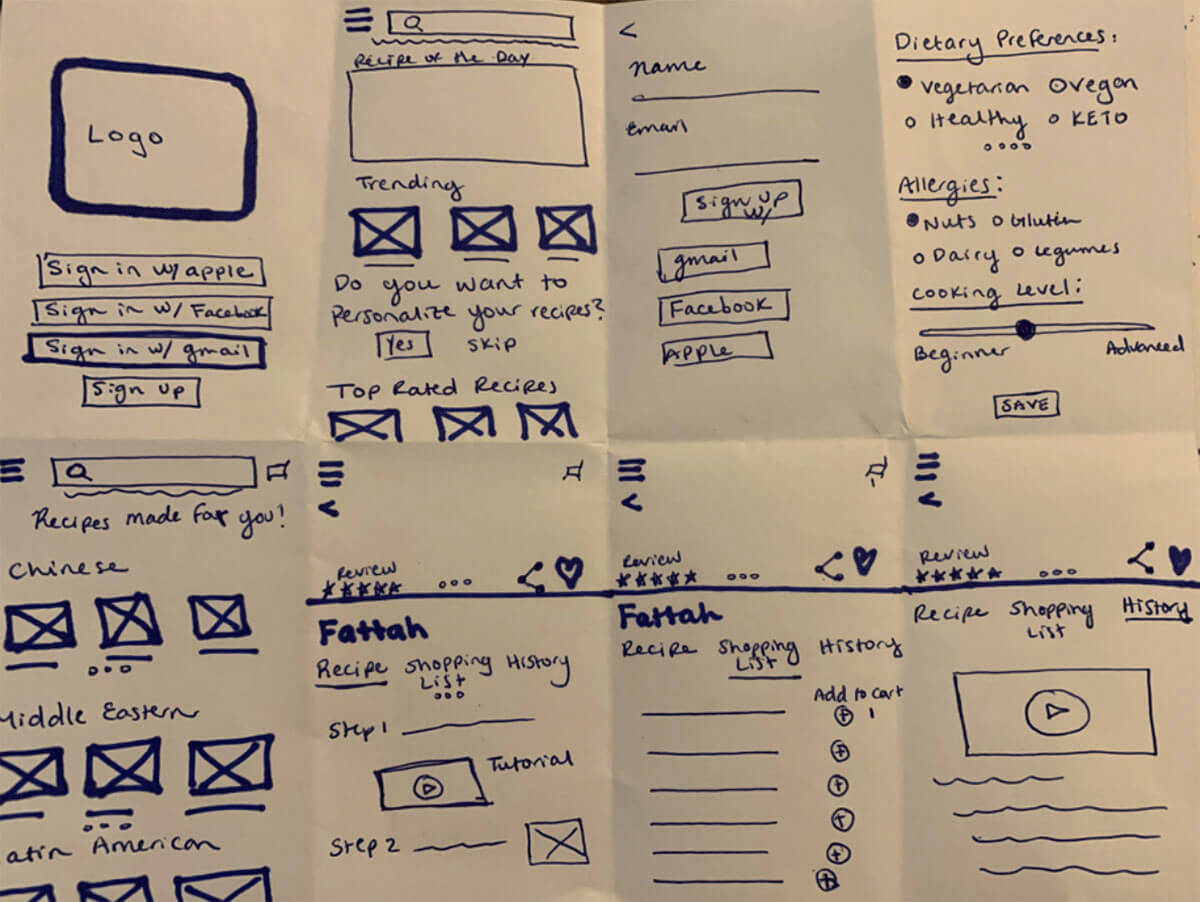 Logo
Sign in w/ apple
Sign in w/ Facebook
Sign in w/ gmail
Sign up
Recipe of the Day
Trending
Do you want to
personalize your recipes?
Yes SKIP
Top Rated Recipes
<
Name
Email
Sign up
w/
gmail
Facebook
Apple
Dietary Preferences:
Vegetarian Vegan
Healthy KETO
Allergies:
Nuts Glutin
Dairy legumes
Cooking Level:
Beginner Advanced
SAVE
Recipes made for you!
Chinese
Middle Eastern
Latin American
<
Review
Fattah
Recipe Shopping History
List
Step 1
Tutorial
Step 2
<
Review
Fattah
Recipe Shopping History
List
Add to cart
1
<
Review
Recipe Shopping History
List